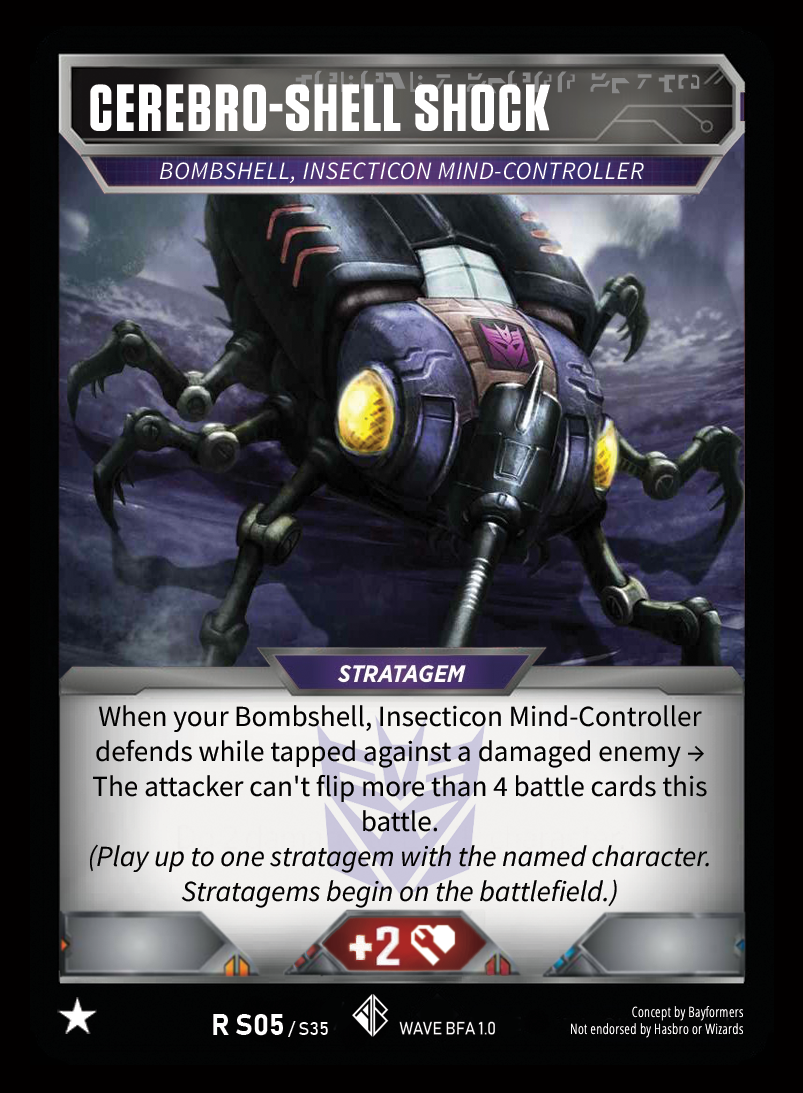 CEREBRO-SHELL SHOCK
BOMBSHELL, INSECTICON MIND-CONTROLLER
STRATAGEM
When your Bombshell, Insecticon Mind-Controller
defends while tapped against a damaged enemy →
The attacker can't flip more than 4 battle cards this
battle.
(Play up to one stratagem with the named character.
Stratagems begin on the battlefield.)
+2
R S05 / S35
WAVE BFA 1.0
Concept by Bayformers
Not endorsed by Hasbro or Wizards